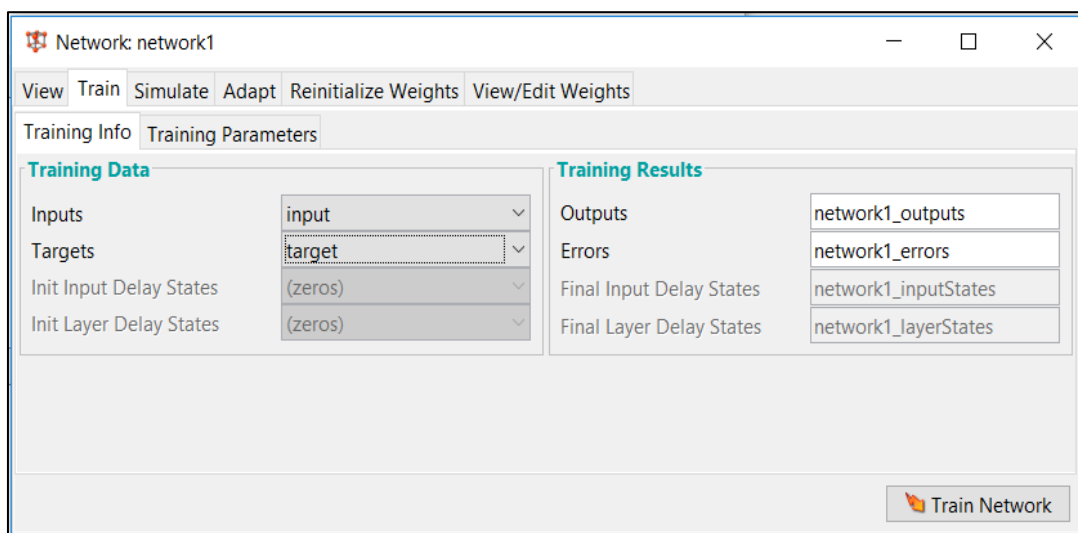 Network: network1
View Train Simulate Adapt Reinitialize Weights View/Edit Weights
Training Info Training Parameters
Training Data
Inputs input
Targets target
Init Input Delay States (zeros)
Init Layer Delay States (zeros)
Training Results
Outputs network1_outputs
Errors network1_errors
Final Input Delay States network1_inputStates
Final Layer Delay States network1_layerStates
Train Network